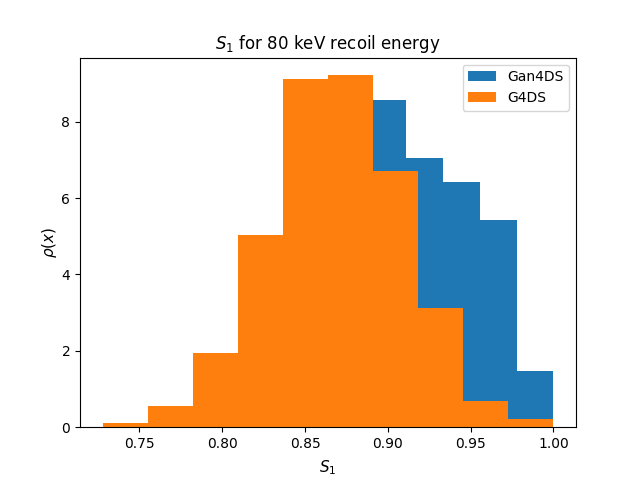 S₁ for 80 keV recoil energy
Gan4DS
G4DS
ρ(x)
8
6
4
2
0
0.75 0.80 0.85 0.90 0.95 1.00
S₁